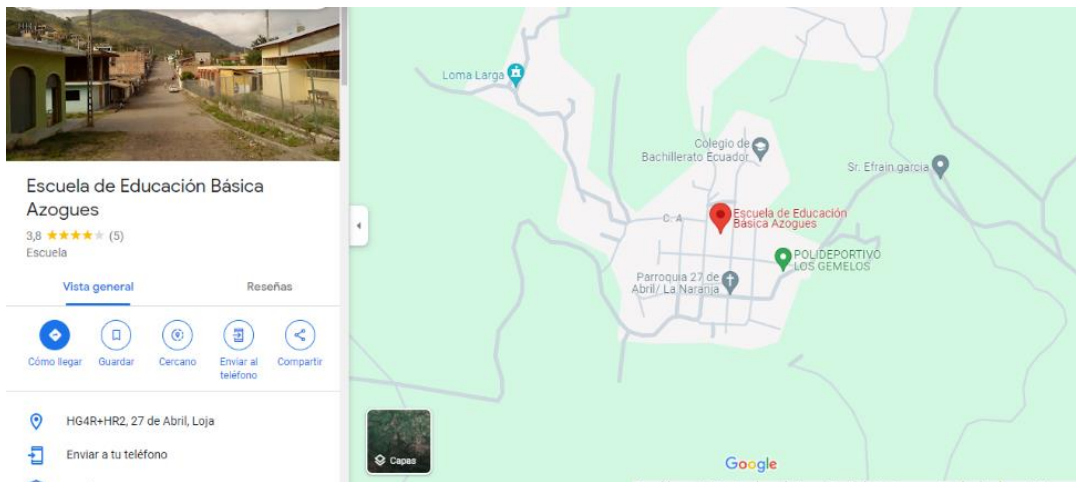 Escuela de Educación Básica
Azogues
3,8
(5)
Escuela
Vista general
Reseñas
Cómo llegar
Guardar
Cercano
Enviar al
teléfono
Compartir
HG4R+HR2, 27 de Abril, Loja
Enviar a tu teléfono
Loma Larga
Colegio de
Bachillerato Ecuador
Sr. Efrain garcia
C. A
Escuela de Educación
Básica Azogues
POLIDEPORTIVO
LOS GEMELOS
Parroquia 27 de
Abril/ La Naranja
Capas
Google